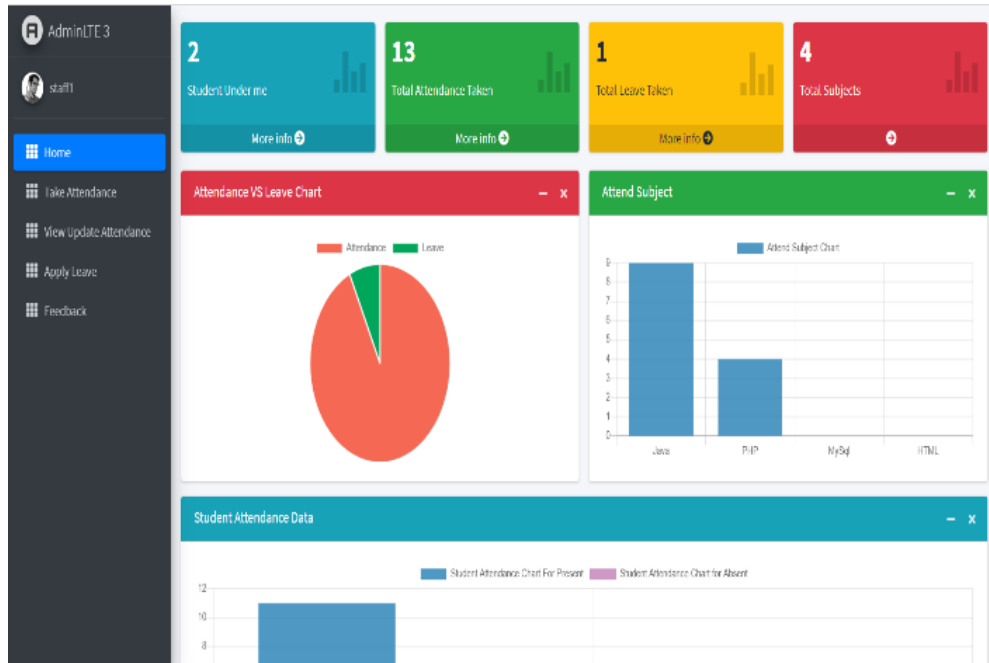 AdminLTE 3
staff1
Home
Take Attendance
View Update Attendance
Apply Leave
Feedback
2
Student Under me
More info
13
Total Attendance Taken
More info
1
Total Leave Taken
More info
4
Total Subjects
Attendance VS Leave Chart
Attendance Leave
Attend Subject
Attend Subject Chart
9
8
7
6
5
4
3
2
1
0
Java PHP MySql HTML
Student Attendance Data
Student Attendance Chart For Present Student Attendance Chart for Absent
12
10
8